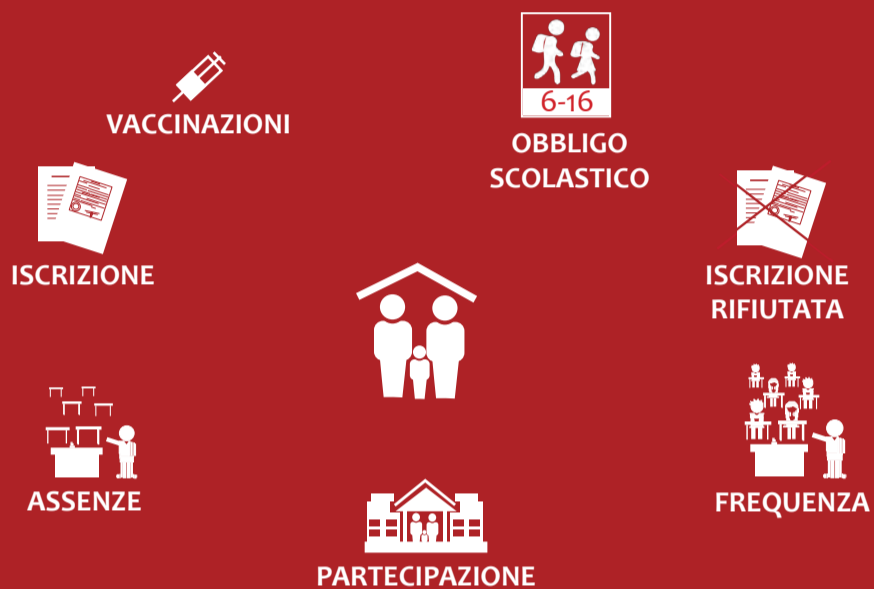 VACCINAZIONI
6-16
OBBLIGO
SCOLASTICO
ISCRIZIONE
ISCRIZIONE
RIFIUTATA
ASSENZE
FREQUENZA
PARTECIPAZIONE